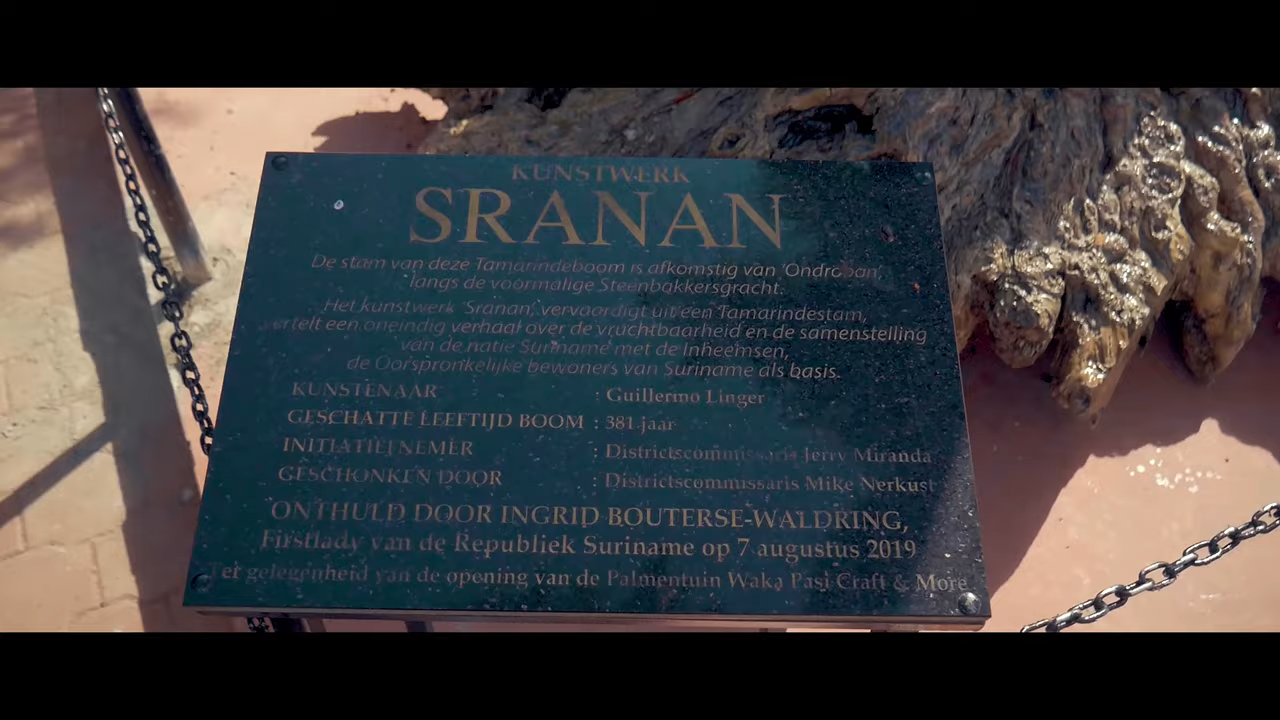 KUNSTWERK
SRANAN
De stam van deze Tamarindeboom is afkomstig van 'Ondroban',
langs de voormalige Steenbakkersgracht.
Het kunstwerk 'Sranan', vervaardigt uit een Tamarindestam,
vertelt een oneindig verhaal over de vruchtbaarheid en de samenstelling
van de natie Suriname met de Inheemsen,
de Oorspronkelijke bewoners van Suriname als basis.
KUNSTENAAR : Guillermo Linger
GESCHATTE LEEFTIJD BOOM : 381 jaar
INITIATIEFNEMER : Districtscommissaris Jerry Miranda
GESCHONKEN DOOR : Districtscommissaris Mike Nerkust
ONTHULD DOOR INGRID BOUTERSE-WALDRING,
Firstlady van de Republiek Suriname op 7 augustus 2019
Ter gelegenheid van de opening van de Palmentuin Waka Pasi Craft & More